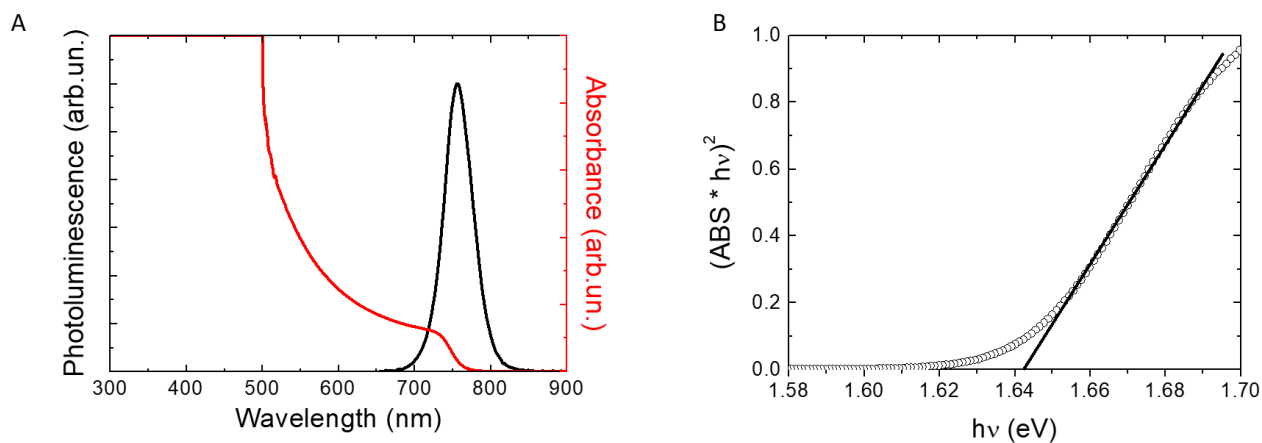 A
Photoluminescence (arb.un.)
300 400 500 600 700 800 900
Wavelength (nm)
Absorbance (arb.un.)
B
(ABS * hν)²
1.0
0.8
0.6
0.4
0.2
0.0
1.58 1.60 1.62 1.64 1.66 1.68 1.70
hν (eV)